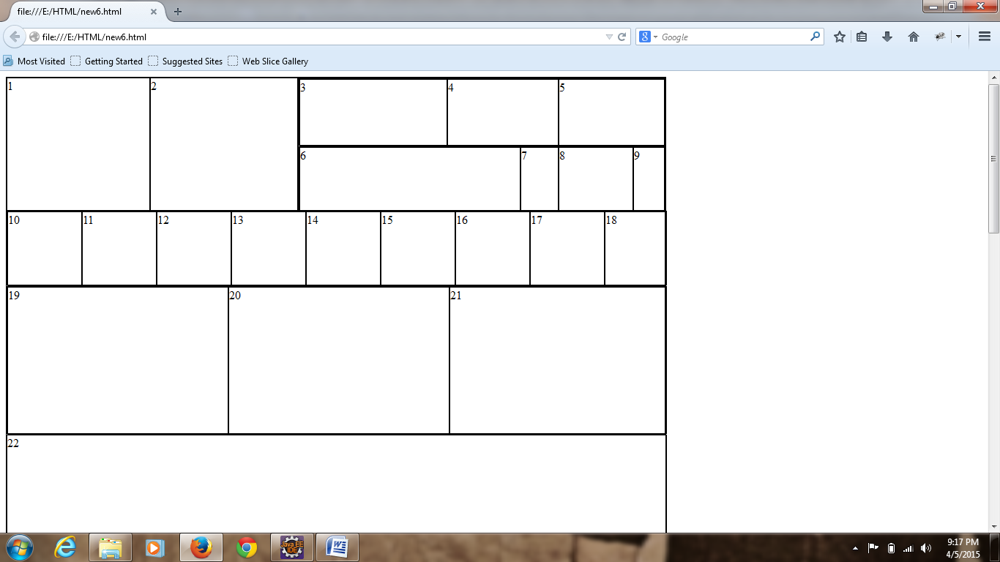 file:///E:/HTML/new6.html
file:///E:/HTML/new6.html
Google
Most Visited Getting Started Suggested Sites Web Slice Gallery
1 2 3 4 5
6 7 8 9
10 11 12 13 14 15 16 17 18
19 20 21
22
Java EE
IDE
9:17 PM
4/5/2015